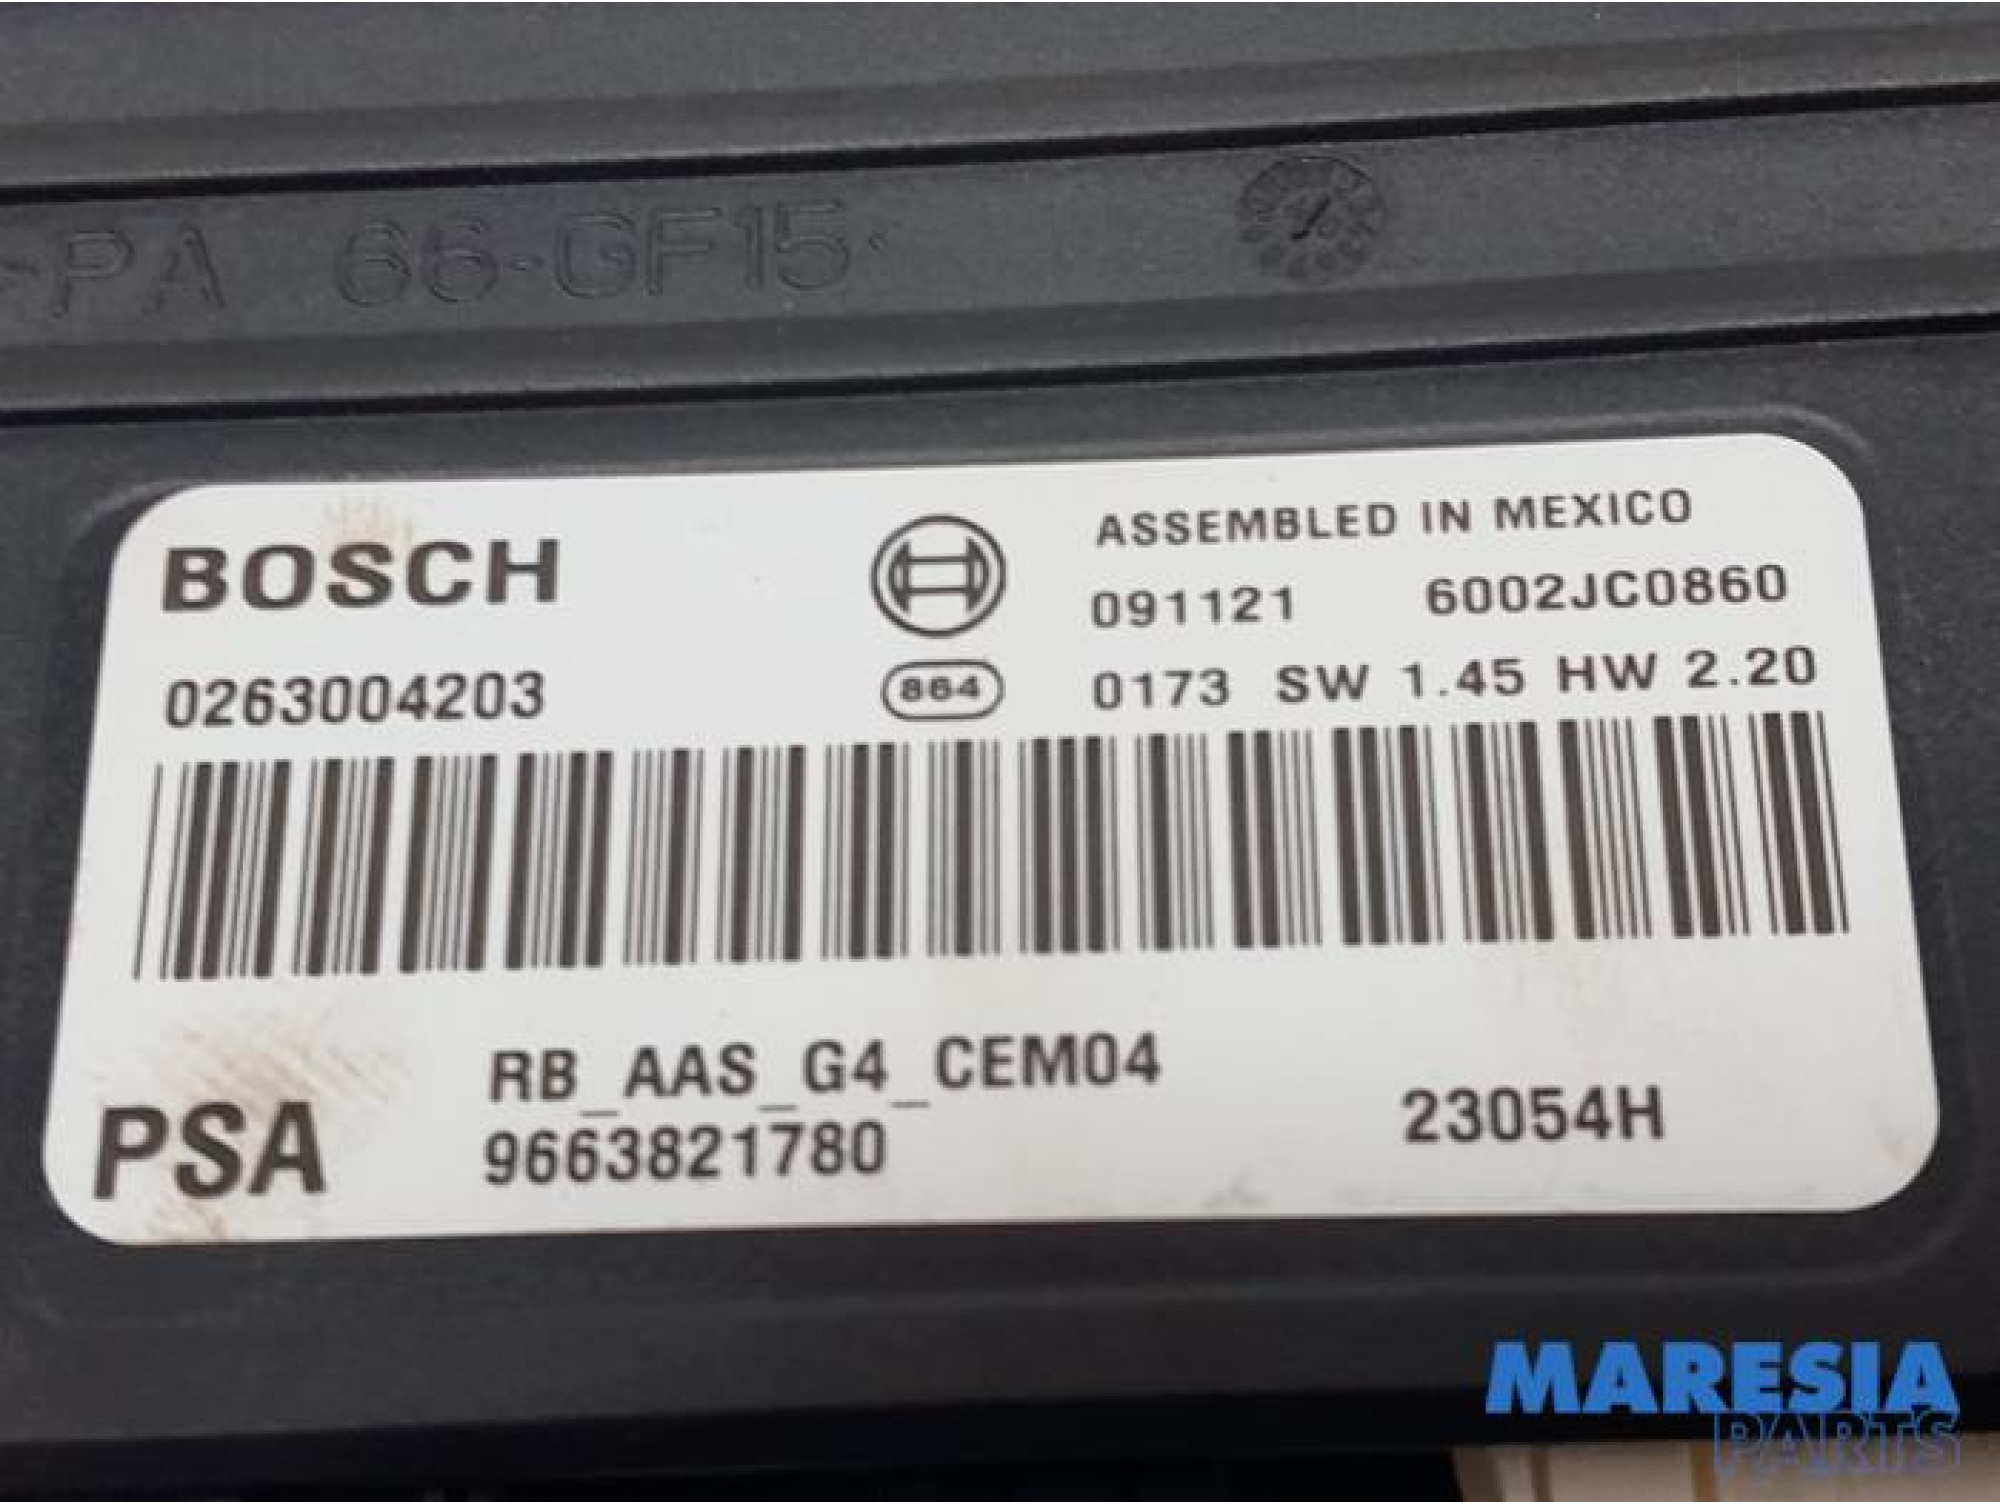 -PA 66-GF15-
BOSCH
ASSEMBLED IN MEXICO
091121 6002JC0860
0263004203
864
0173 SW 1.45 HW 2.20
RB_AAS_G4_CEM04
PSA
9663821780
23054H
MARESIA
PARTS